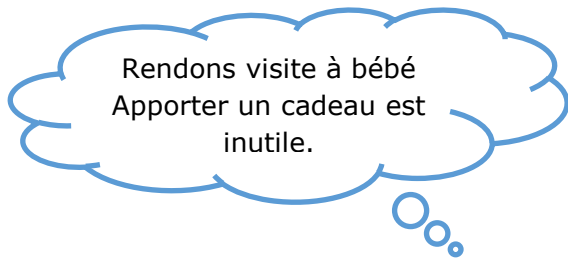 Rendons visite à bébé
Apporter un cadeau est
inutile.